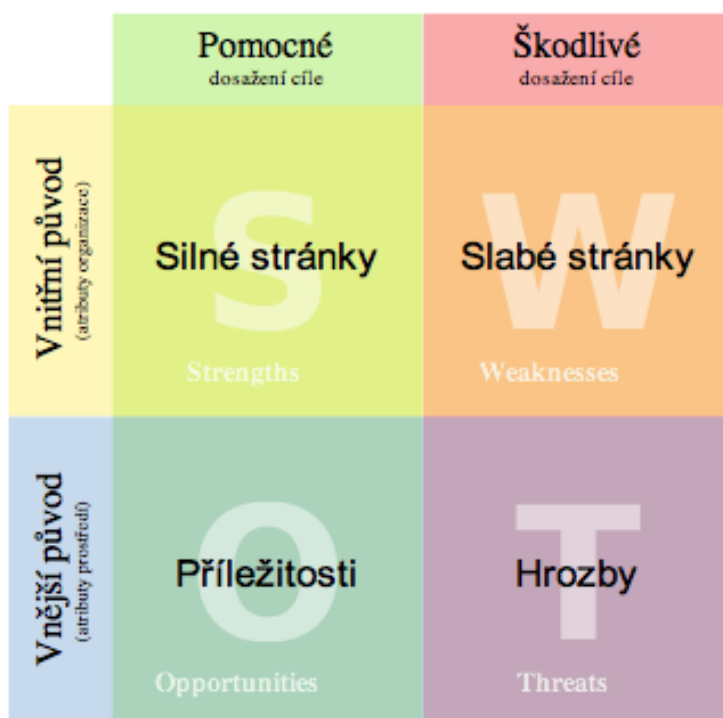 Pomocné
dosažení cíle
Škodlivé
dosažení cíle
Vnitřní původ
(atributy organizace)
S
Silné stránky
Strengths
W
Slabé stránky
Weaknesses
Vnější původ
(atributy prostředí)
O
Příležitosti
Opportunities
T
Hrozby
Threats